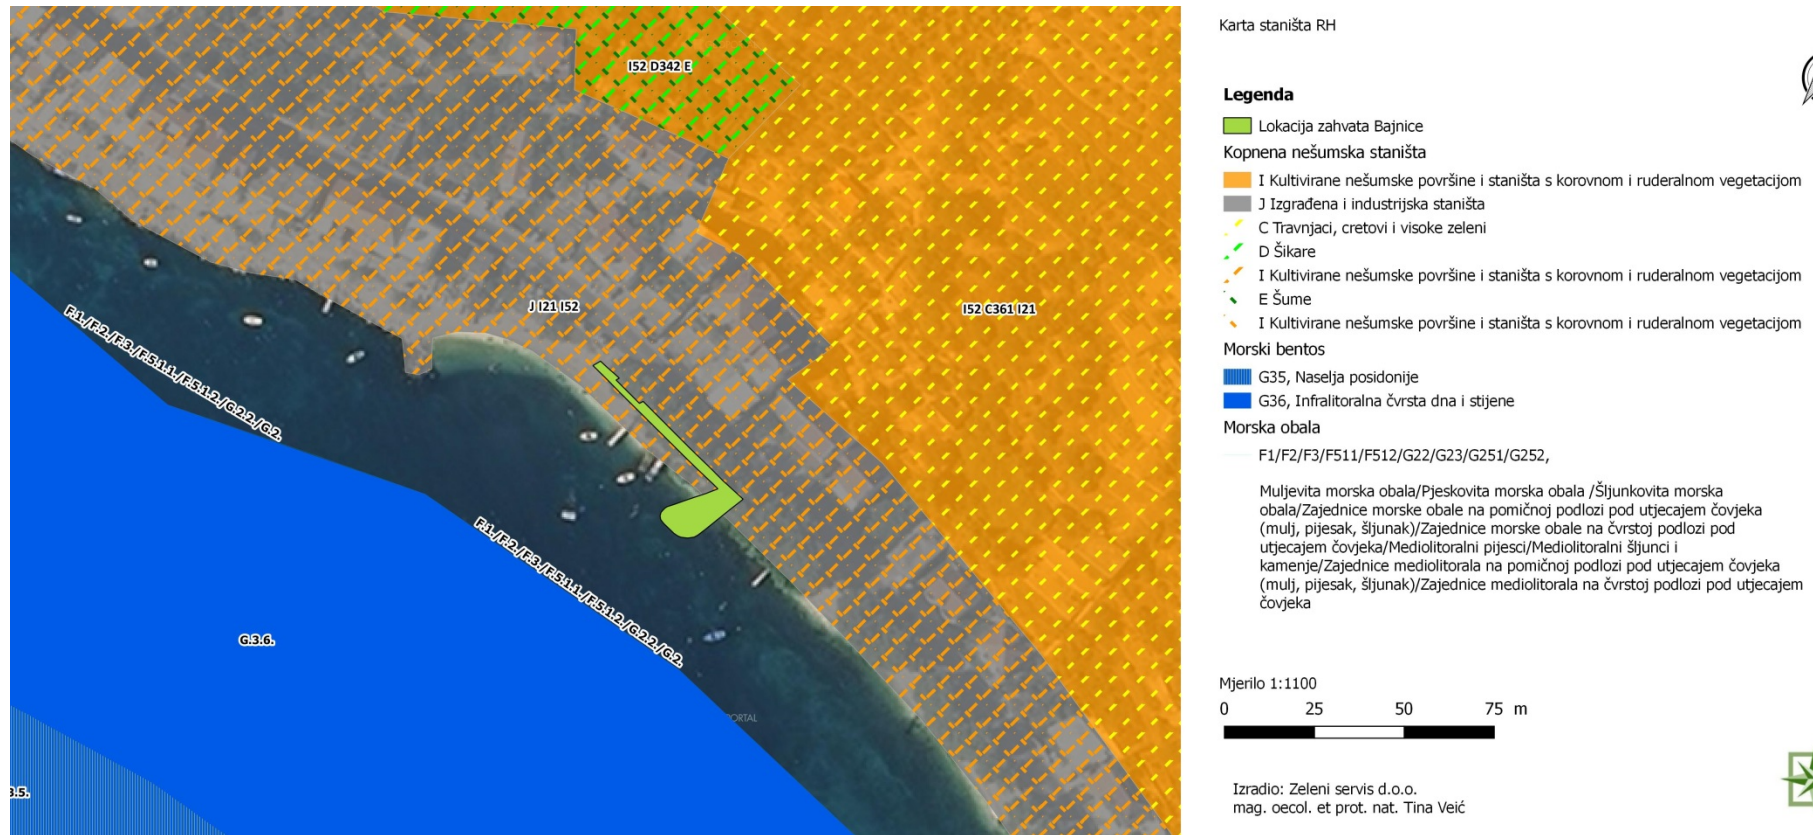 Karta staništa RH
Legenda
Lokacija zahvata Bajnice
Kopnena nešumska staništa
I Kultivirane nešumske površine i staništa s korovnom i ruderalnom vegetacijom
J Izgrađena i industrijska staništa
C Travnjaci, cretovi i visoke zeleni
D Šikare
I Kultivirane nešumske površine i staništa s korovnom i ruderalnom vegetacijom
E Šume
I Kultivirane nešumske površine i staništa s korovnom i ruderalnom vegetacijom
Morski bentos
G35, Naselja posidonije
G36, Infralitoralna čvrsta dna i stijene
Morska obala
F1/F2/F3/F511/F512/G22/G23/G251/G252,
Muljevita morska obala/Pjeskovita morska obala /Šljunkovita morska
obala/Zajednice morske obale na pomičnoj podlozi pod utjecajem čovjeka
(mulj, pijesak, šljunak)/Zajednice morske obale na čvrstoj podlozi pod
utjecajem čovjeka/Mediolitoralni pijesci/Mediolitoralni šljunci i
kamenje/Zajednice mediolitorala na pomičnoj podlozi pod utjecajem čovjeka
(mulj, pijesak, šljunak)/Zajednice mediolitorala na čvrstoj podlozi pod utjecajem
čovjeka
Mjerilo 1:1100
0 25 50 75 m
Izradio: Zeleni servis d.o.o.
mag. oecol. et prot. nat. Tina Veić
I52 D342 E
J I21 I52
I52 C361 I21
F.1./F.2./F.3./F.5.1.1./F.5.1.2./G.2.2./G.2.
F.1./F.2./F.3./F.5.1.1./F.5.1.2./G.2.2./G.2.
G.3.6.
3.5.
ORTAL